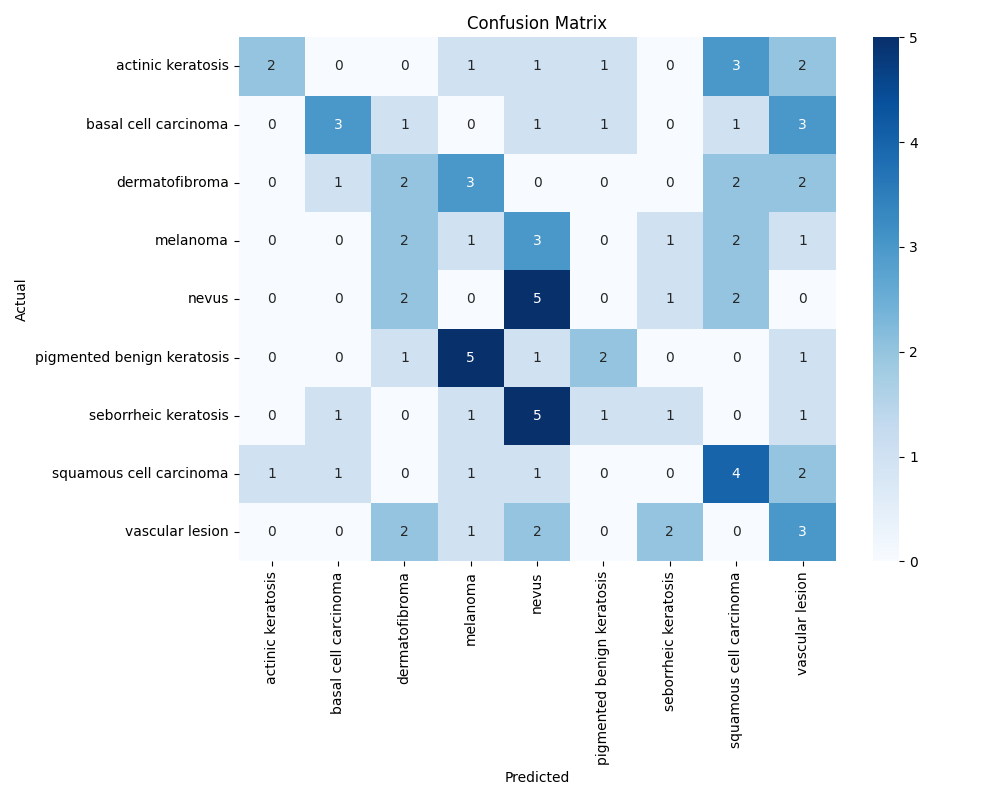 Confusion Matrix
Actual
actinic keratosis 2 0 0 1 1 1 0 3 2
basal cell carcinoma 0 3 1 0 1 1 0 1 3
dermatofibroma 0 1 2 3 0 0 0 2 2
melanoma 0 0 2 1 3 0 1 2 1
nevus 0 0 2 0 5 0 1 2 0
pigmented benign keratosis 0 0 1 5 1 2 0 0 1
seborrheic keratosis 0 1 0 1 5 1 1 0 1
squamous cell carcinoma 1 1 0 1 1 0 0 4 2
vascular lesion 0 0 2 1 2 0 2 0 3
actinic keratosis
basal cell carcinoma
dermatofibroma
melanoma
nevus
pigmented benign keratosis
seborrheic keratosis
squamous cell carcinoma
vascular lesion
Predicted
5
4
3
2
1
0